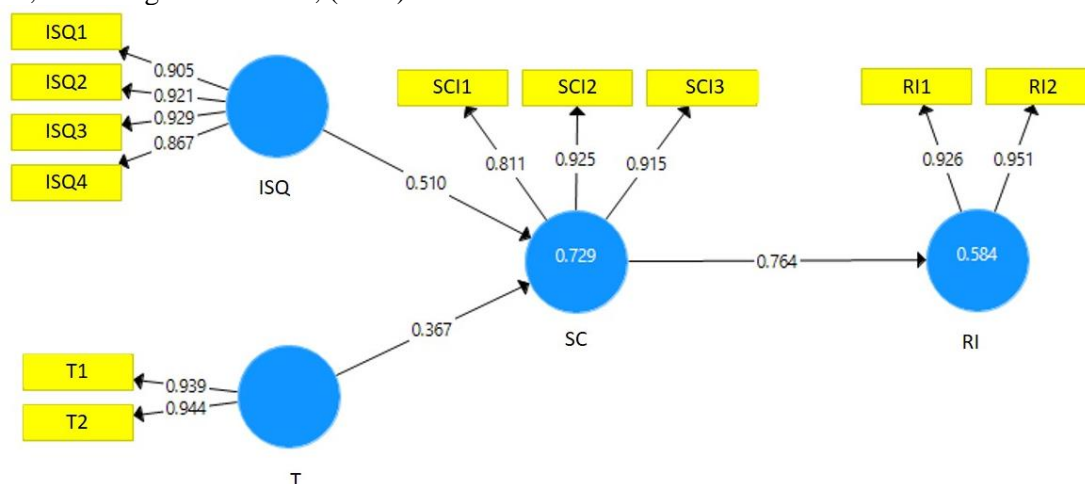 ISQ1
ISQ2
ISQ3
ISQ4
0.905
0.921
0.929
0.867
ISQ
0.510
SCI1
SCI2
SCI3
0.811
0.925
0.915
0.729
SC
0.764
RI1
RI2
0.926
0.951
0.584
RI
0.367
T1
T2
0.939
0.944
T